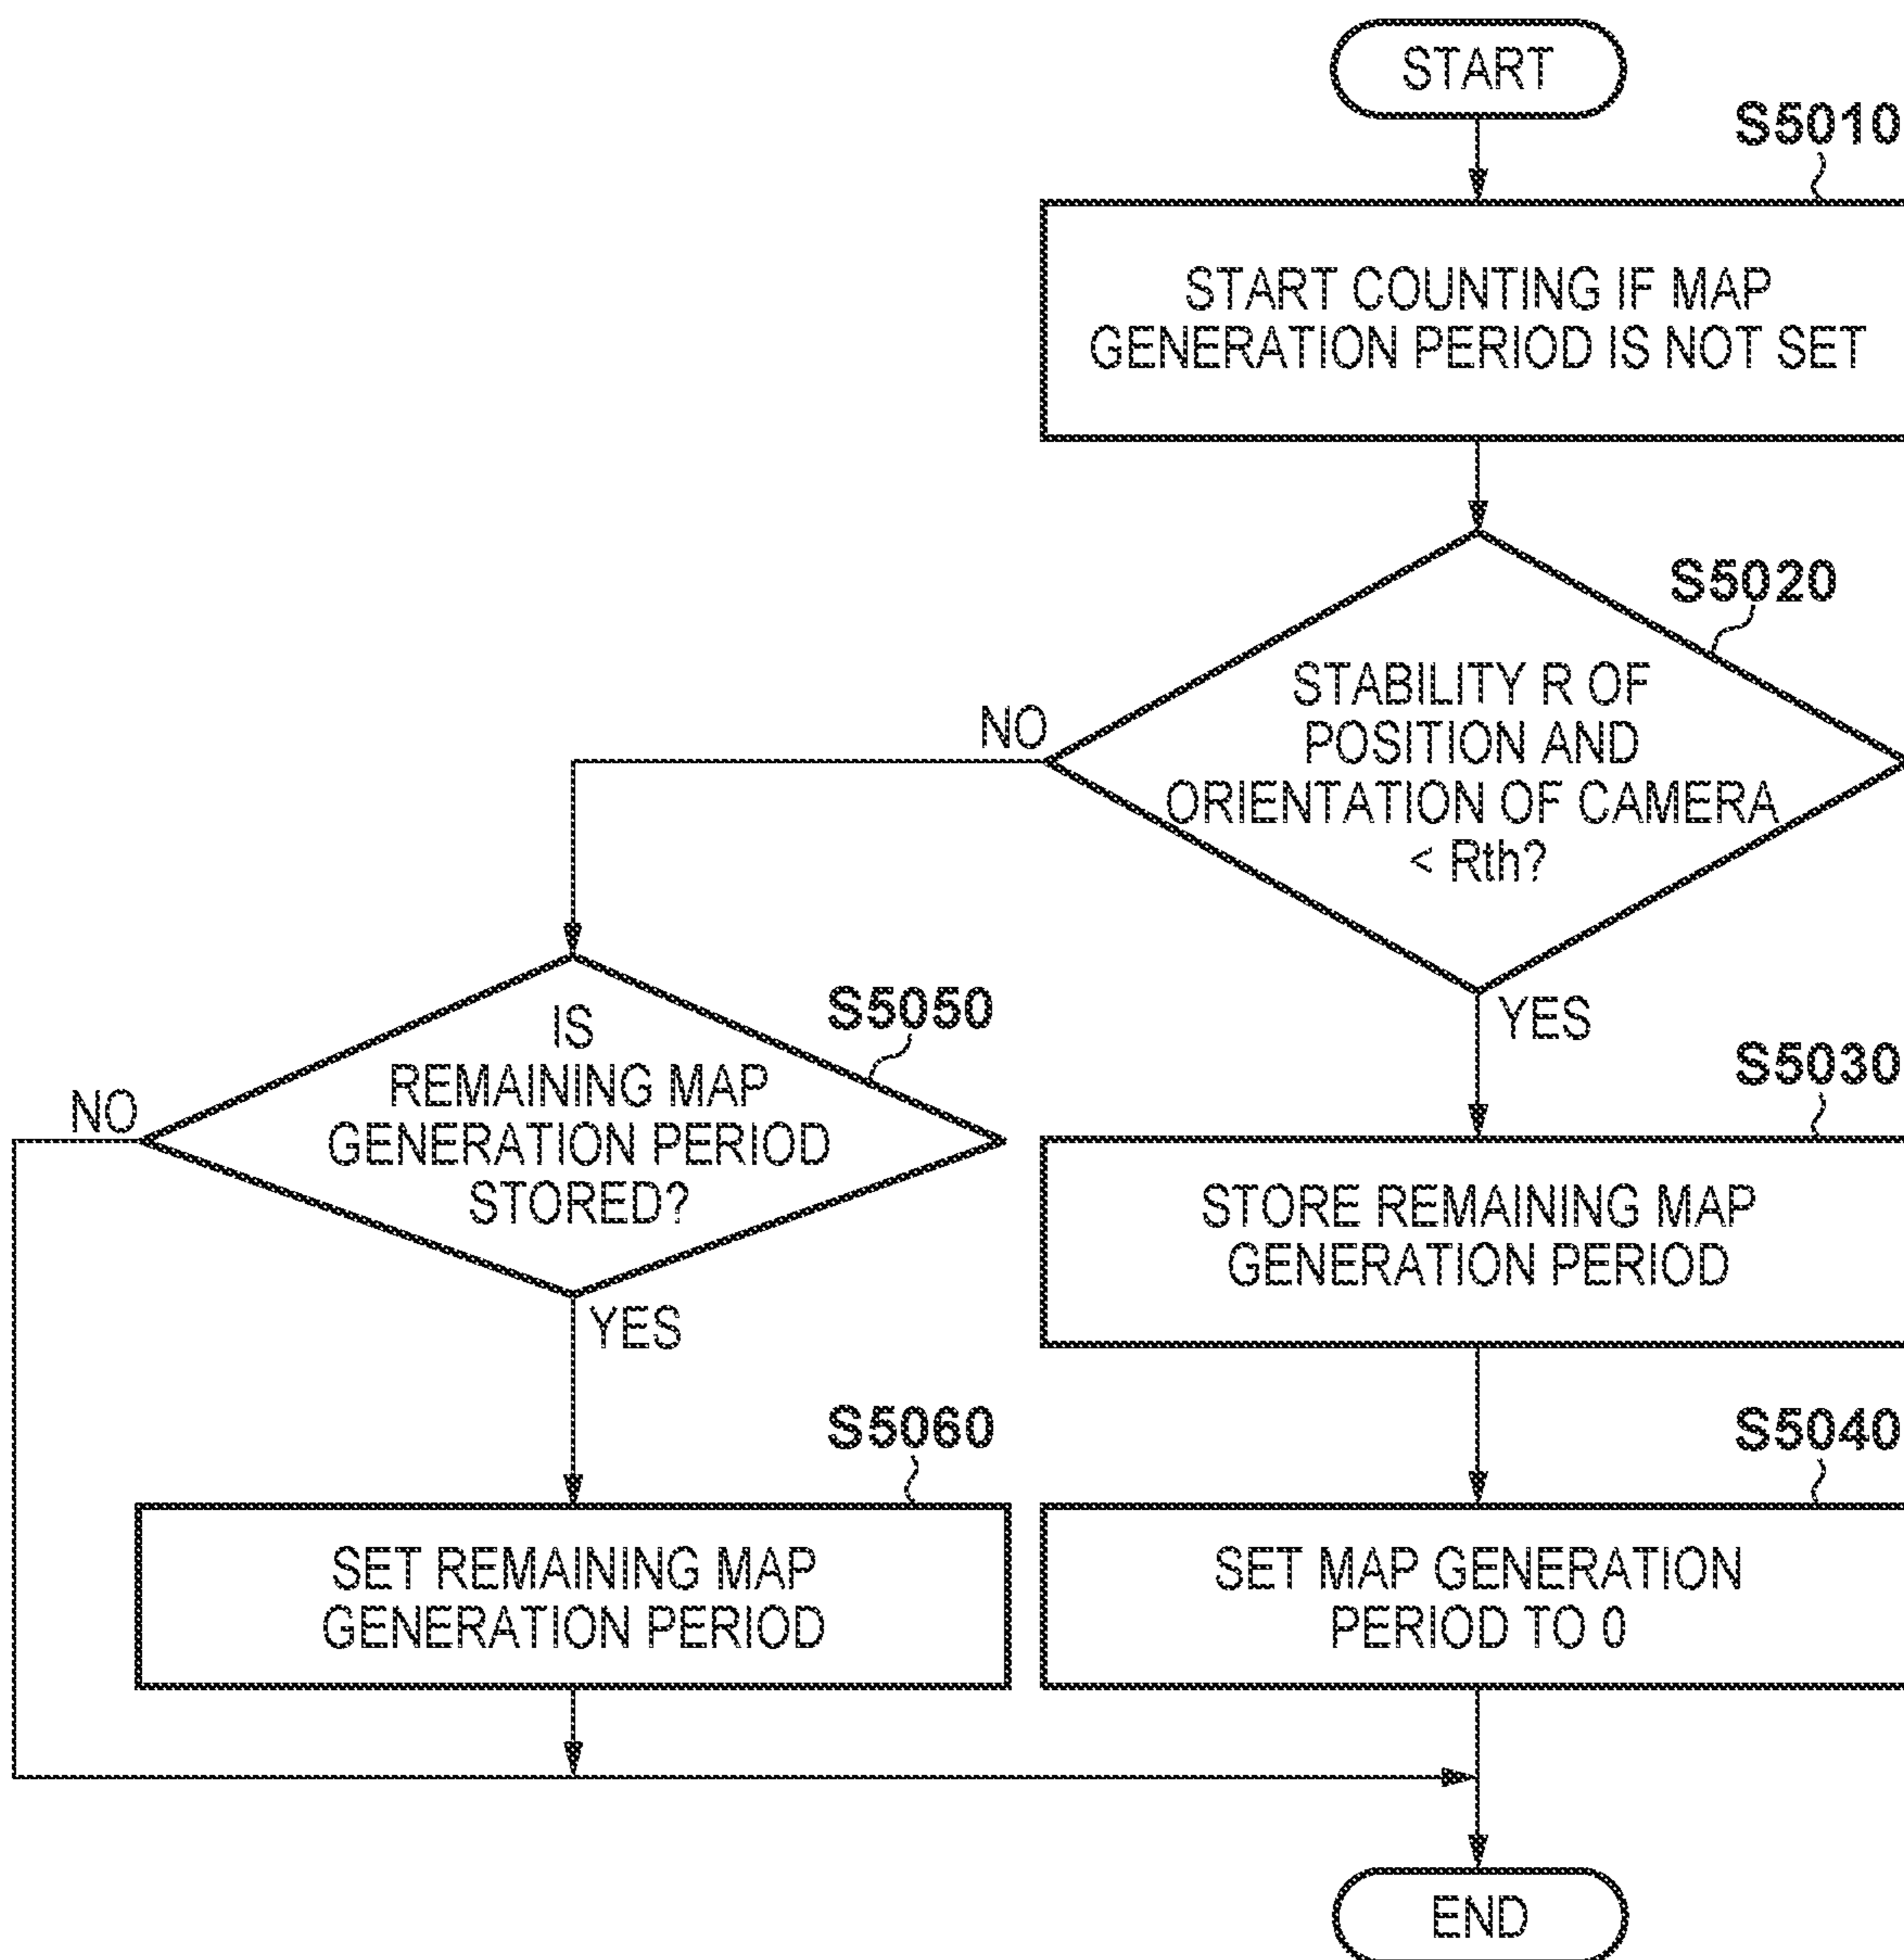 START
S5010
START COUNTING IF MAP
GENERATION PERIOD IS NOT SET
S5020
STABILITY R OF
POSITION AND
ORIENTATION OF CAMERA
< Rth?
NO
YES
S5050
IS
REMAINING MAP
GENERATION PERIOD
STORED?
NO
YES
S5030
STORE REMAINING MAP
GENERATION PERIOD
S5060
SET REMAINING MAP
GENERATION PERIOD
S5040
SET MAP GENERATION
PERIOD TO 0
END